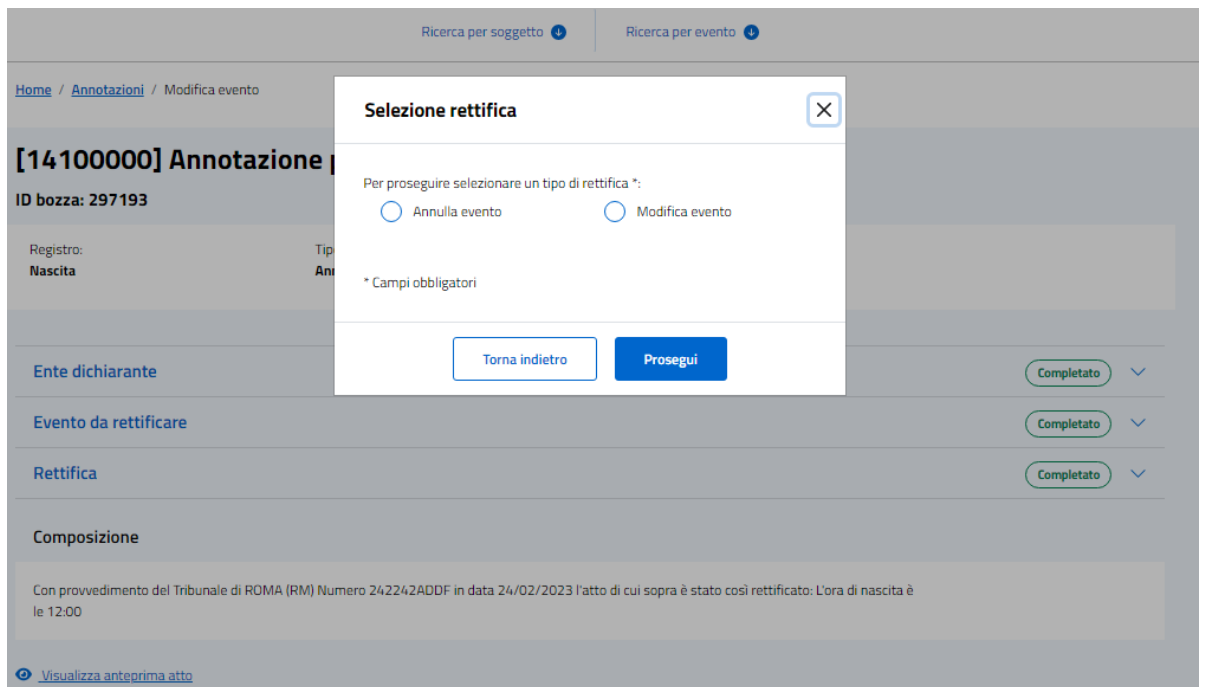 Ricerca per soggetto
Ricerca per evento
Home / Annotazioni / Modifica evento
Selezione rettifica
[14100000] Annotazione
ID bozza: 297193
Per proseguire selezionare un tipo di rettifica *:
Annulla evento
Modifica evento
Registro:
Nascita
* Campi obbligatori
Torna indietro
Prosegui
Ente dichiarante
Completato
Evento da rettificare
Completato
Rettifica
Completato
Composizione
Con provvedimento del Tribunale di ROMA (RM) Numero 242242ADDF in data 24/02/2023 l'atto di cui sopra è stato così rettificato: L'ora di nascita è
le 12:00
Visualizza anteprima atto